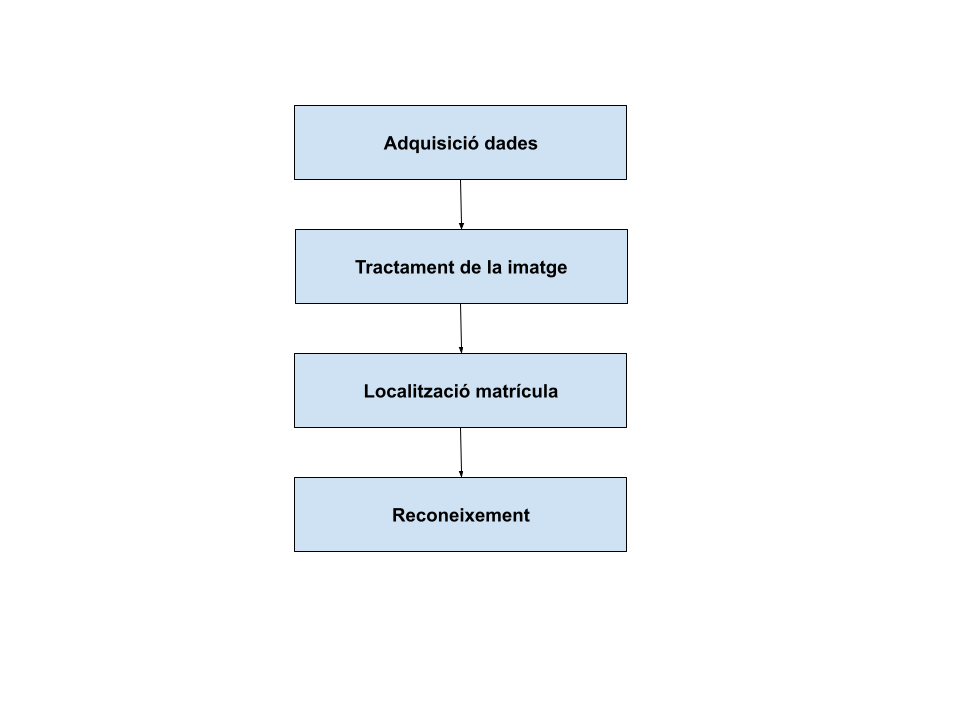 Adquisició dades
Tractament de la imatge
Localització matrícula
Reconeixement